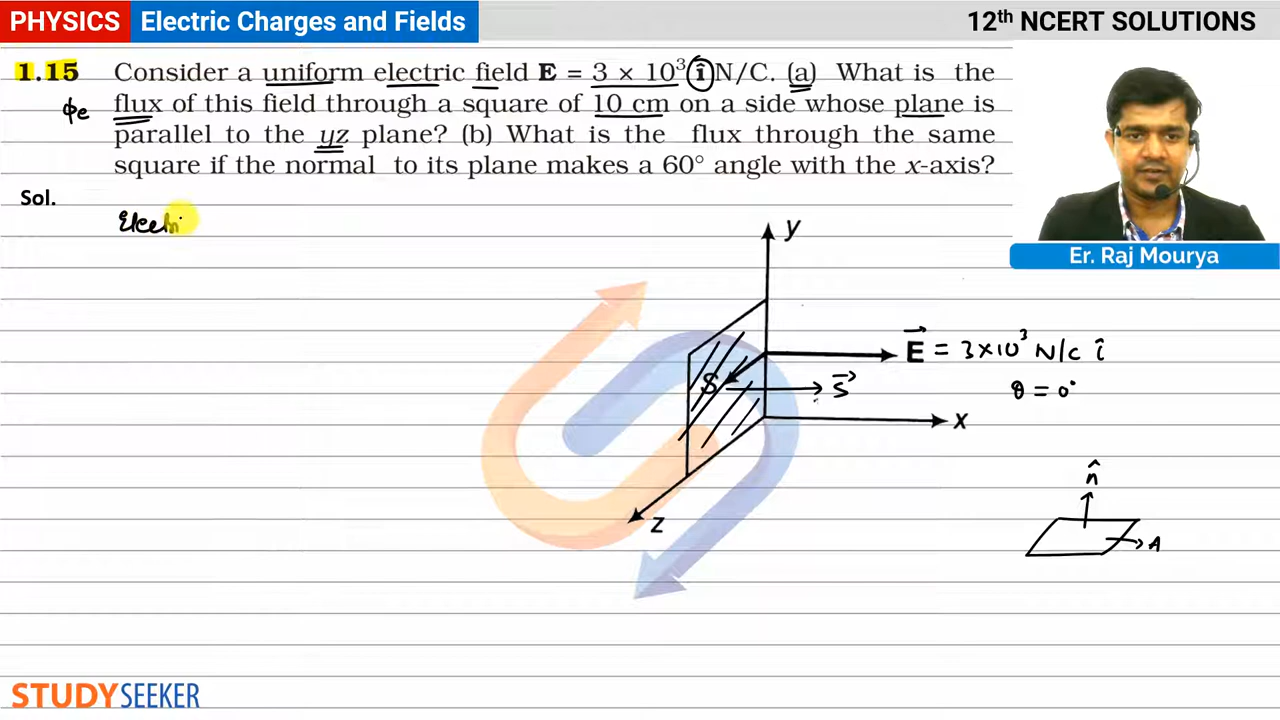 PHYSICS Electric Charges and Fields 12th NCERT SOLUTIONS
1.15 Consider a uniform electric field E = 3 × 10³ î N/C. (a) What is the
ϕe flux of this field through a square of 10 cm on a side whose plane is
parallel to the yz plane? (b) What is the flux through the same
square if the normal to its plane makes a 60° angle with the x-axis?
Sol.
Electri
Er. Raj Mourya
y
E⃗ = 3×10³ N/C î
S S⃗ θ = 0°
x
n̂
z
A
STUDYSEEKER